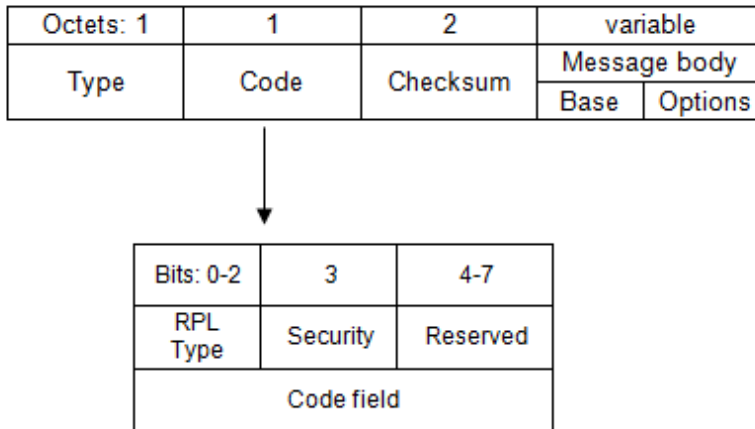 Octets: 1 1 2 variable
Type Code Checksum Message body
Base Options
Bits: 0-2 3 4-7
RPL
Type Security Reserved
Code field